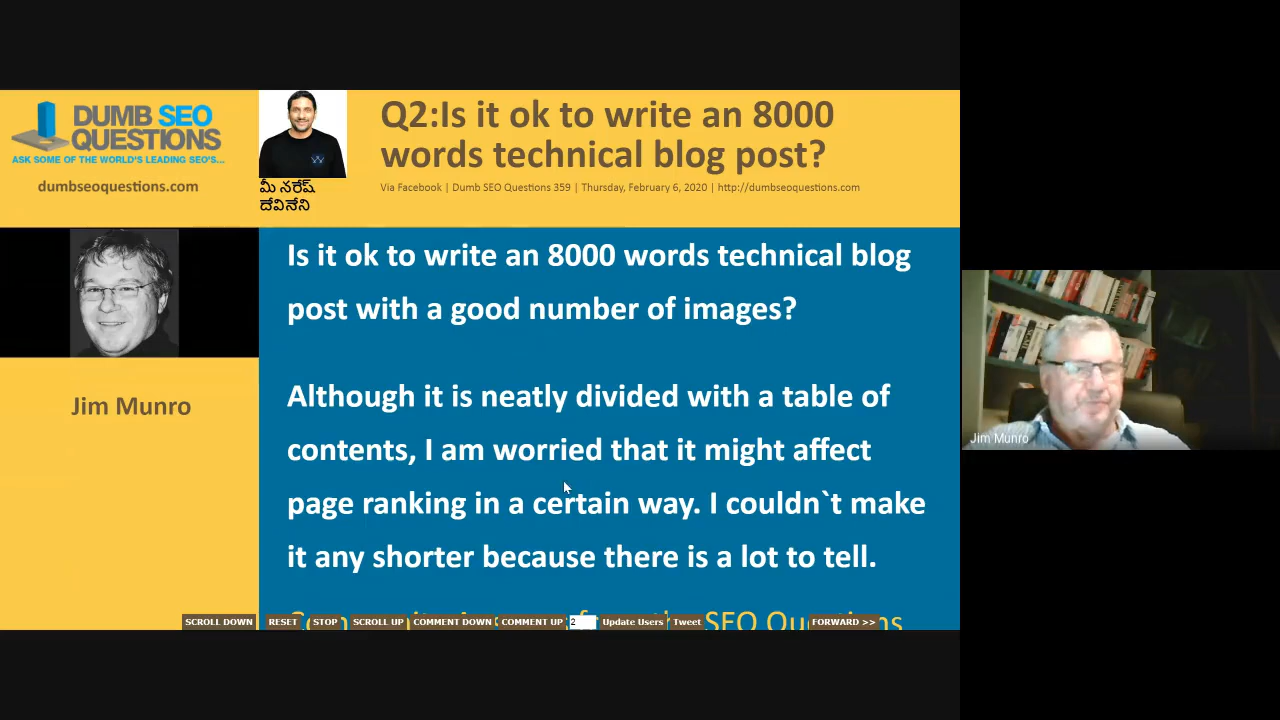 DUMB SEO
QUESTIONS
ASK SOME OF THE WORLD'S LEADING SEO'S...
dumbseoquestions.com
మీ నరేష్
దేవినేని
Q2:Is it ok to write an 8000
words technical blog post?
Via Facebook | Dumb SEO Questions 359 | Thursday, February 6, 2020 | http://dumbseoquestions.com
Jim Munro
Is it ok to write an 8000 words technical blog
post with a good number of images?
Although it is neatly divided with a table of
contents, I am worried that it might affect
page ranking in a certain way. I couldn`t make
it any shorter because there is a lot to tell.
SEO
SCROLL DOWN RESET STOP SCROLL UP COMMENT DOWN COMMENT UP 2 Update Users Tweet FORWARD >>
Jim Munro